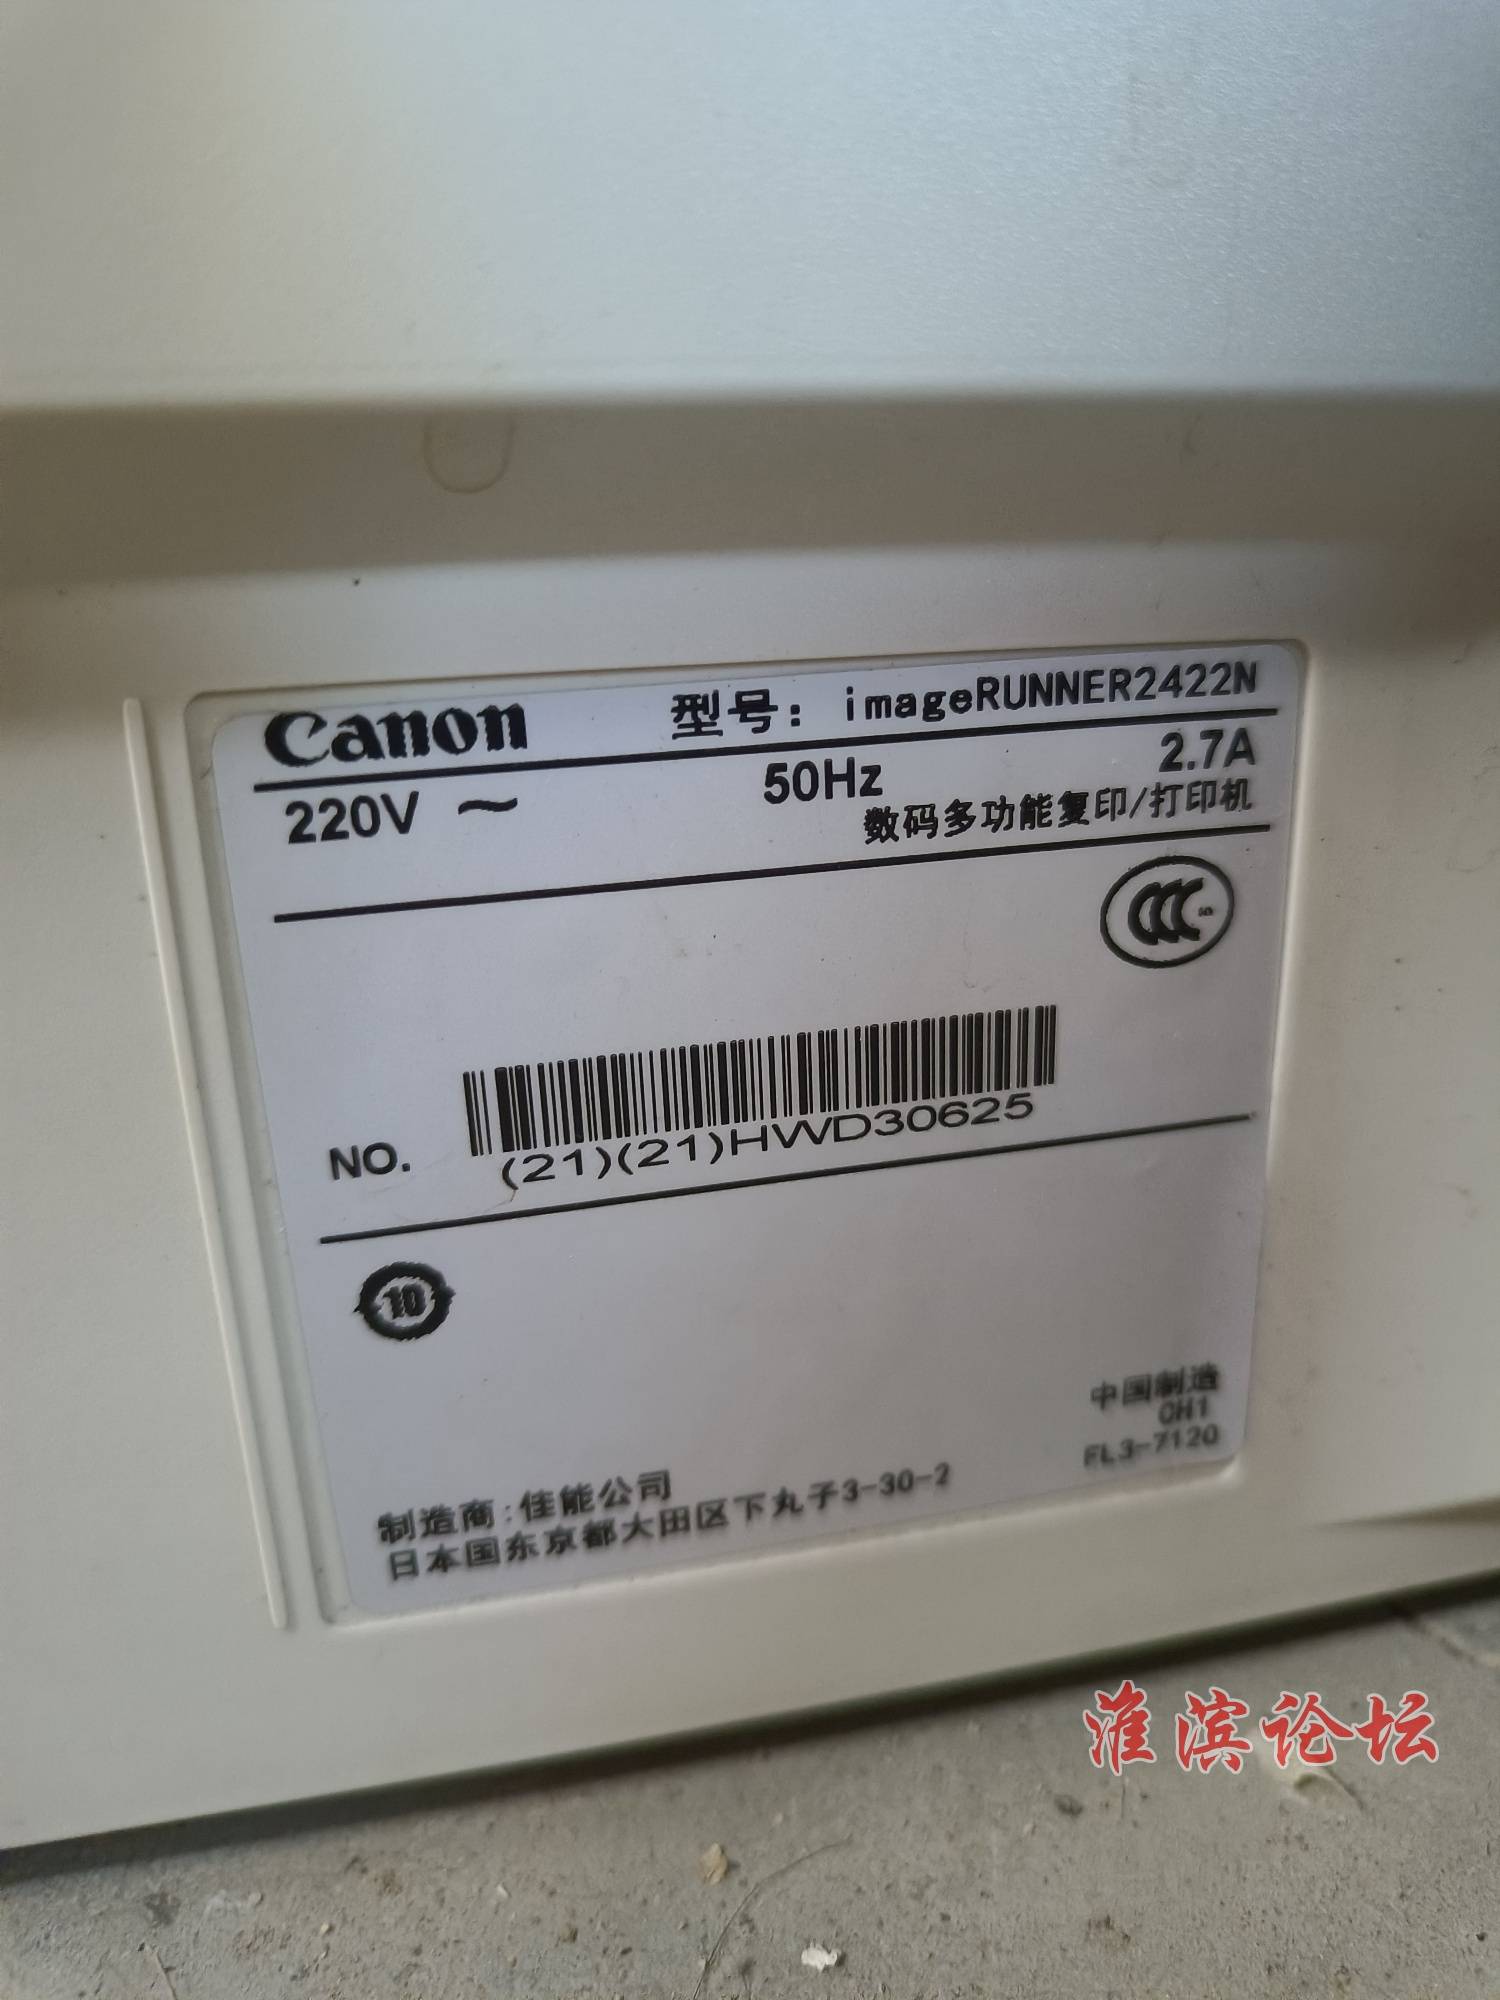 Canon 型号：imageRUNNER2422N
220V ～ 50Hz 2.7A
数码多功能复印/打印机
CCC
NO. (21)(21)HWD30625
10
中国制造
CH1
FL3-7120
制造商:佳能公司
日本国东京都大田区下丸子3-30-2
淮滨论坛